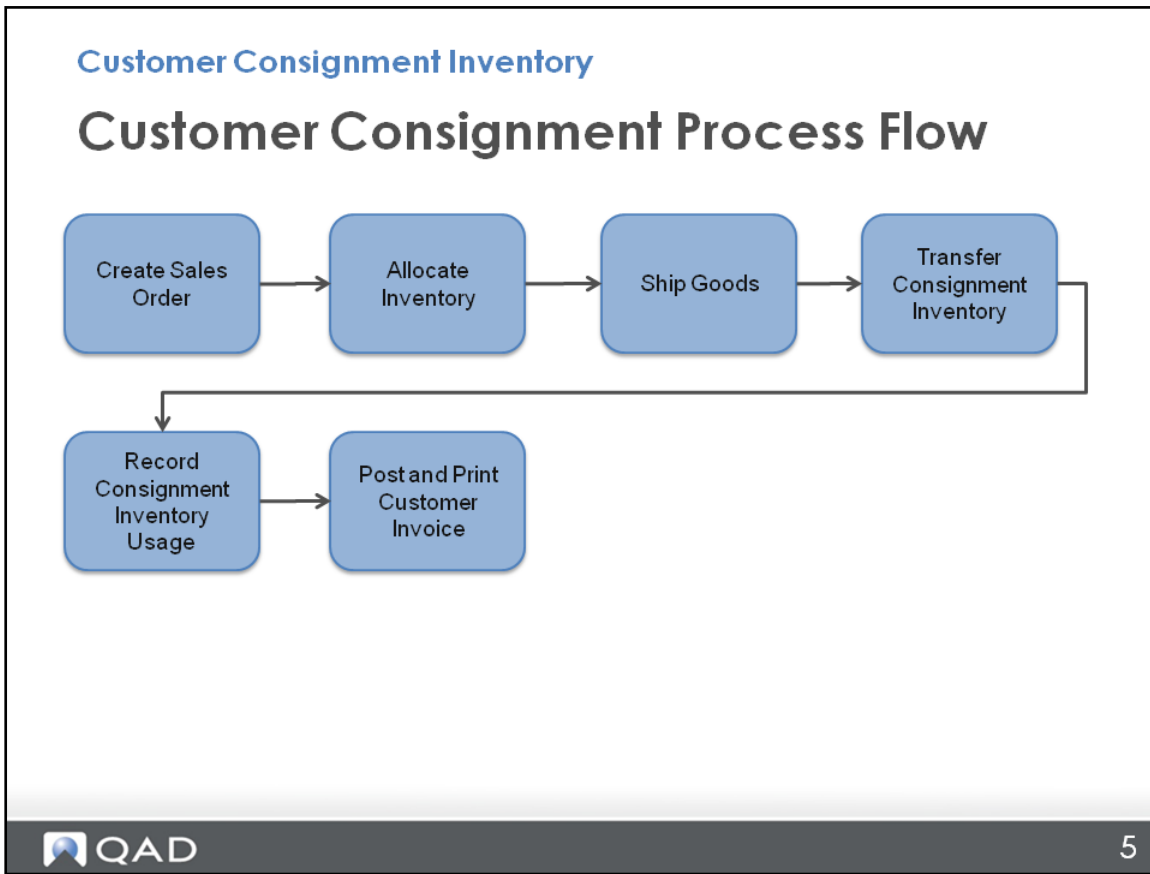 Customer Consignment Inventory
Customer Consignment Process Flow
Create Sales
Order
Allocate
Inventory
Ship Goods
Transfer
Consignment
Inventory
Record
Consignment
Inventory
Usage
Post and Print
Customer
Invoice
QAD
5